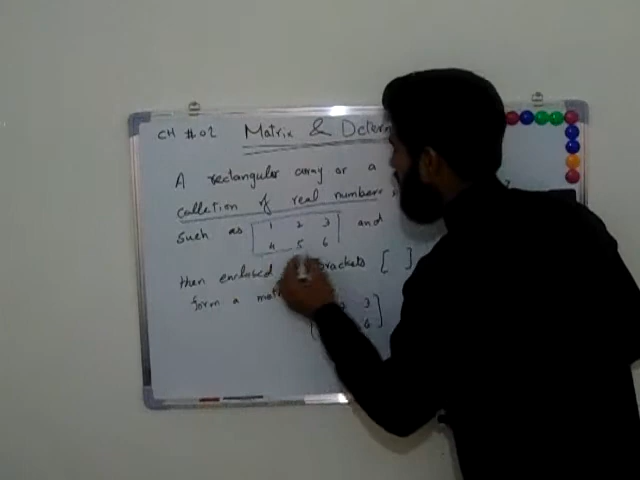 CH # 02 Matrix & Determ
A rectangular array or a
calletion of real numbers
such as 1 2 3 and
4 5 6
then enclosed brackets [ ]
form a
3
6